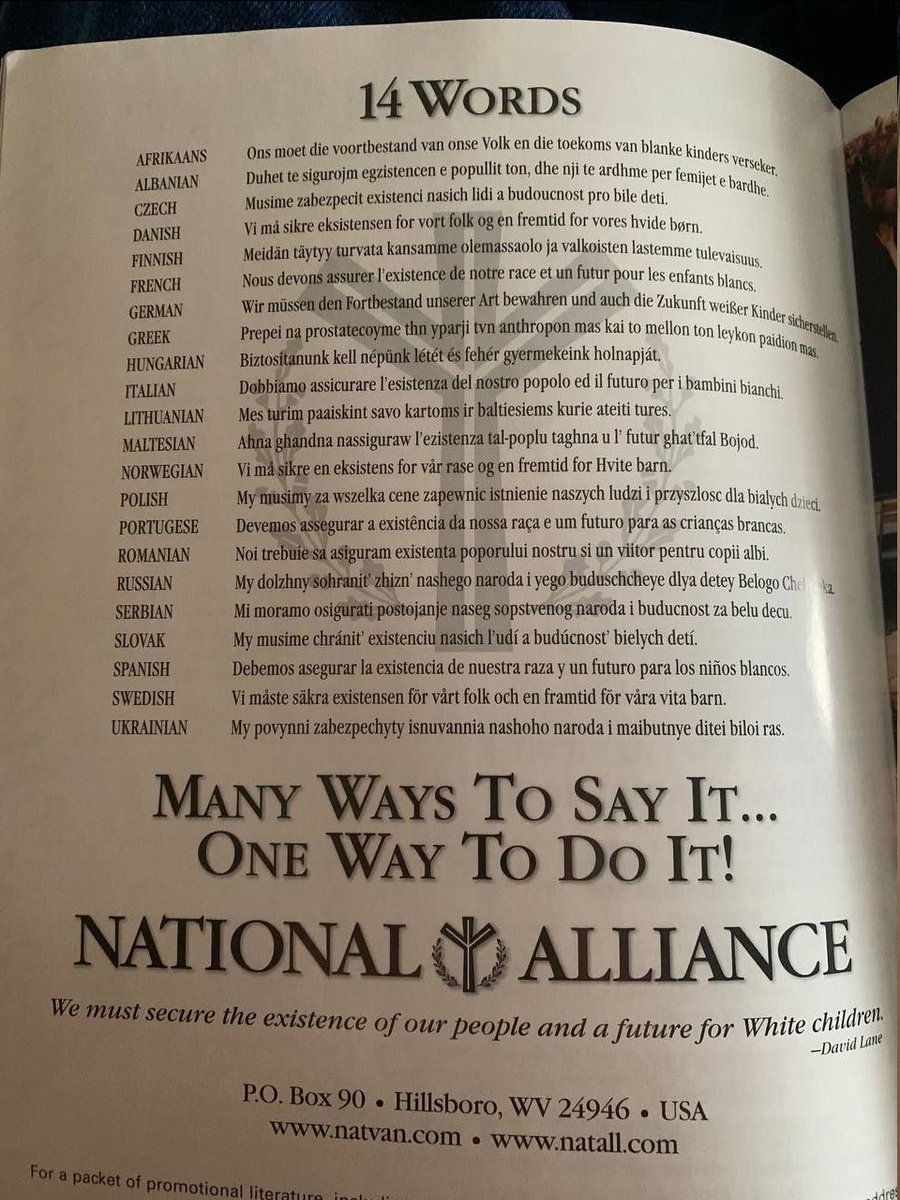 14 WORDS
AFRIKAANS Ons moet die voortbestand van onse Volk en die toekoms van blanke kinders verseker.
ALBANIAN Duhet te sigurojm egzistencen e popullit ton, dhe nji te ardhme per femijet e bardhe.
CZECH Musime zabezpecit existenci nasich lidi a budoucnost pro bile deti.
DANISH Vi må sikre eksistensen for vort folk og en fremtid for vores hvide børn.
FINNISH Meidän täytyy turvata kansamme olemassaolo ja valkoisten lastemme tulevaisuus.
FRENCH Nous devons assurer l'existence de notre race et un futur pour les enfants blancs.
GERMAN Wir müssen den Fortbestand unserer Art bewahren und auch die Zukunft weißer Kinder sicherstellen.
GREEK Prepei na prostatecoyme thn yparji tvn anthropon mas kai to mellon ton leykon paidion mas.
HUNGARIAN Biztositanunk kell népünk létét és fehér gyermekeink holnapját.
ITALIAN Dobbiamo assicurare l'esistenza del nostro popolo ed il futuro per i bambini bianchi.
LITHUANIAN Mes turim paaiskint savo kartoms ir baltiesiems kurie ateiti tures.
MALTESIAN Ahna ghandna nassiguraw l'ezistenza tal-poplu taghna u l' futur ghat'tfal Bojod.
NORWEGIAN Vi må sikre en eksistens for vår rase og en fremtid for Hvite barn.
POLISH My musimy za wszelka cene zapewnic istnienie naszych ludzi i przyszlosc dla bialych dzieci.
PORTUGESE Devemos assegurar a existência da nossa raça e um futuro para as crianças brancas.
ROMANIAN Noi trebuie sa asiguram existenta poporului nostru si un viitor pentru copii albi.
RUSSIAN My dolzhny sohranit' zhizn' nashego naroda i yego buduschcheye dlya detey Belogo
SERBIAN Mi moramo osigurati postojanje naseg sopstvenog naroda i buducnost za belu decu.
SLOVAK My musime chrániť existenciu nasich ľudí a budúcnosť bielych detí.
SPANISH Debemos asegurar la existencia de nuestra raza y un futuro para los niños blancos.
SWEDISH Vi måste säkra existensen för vårt folk och en framtid för våra vita barn.
UKRAINIAN My povynni zabezpechyty isnuvannia nashoho naroda i maibutnye ditei biloi ras.
MANY WAYS TO SAY IT...
ONE WAY TO DO IT!
NATIONAL ALLIANCE
We must secure the existence of our people and a future for White children.
–David Lane
P.O. Box 90 • Hillsboro, WV 24946 • USA
www.natvan.com • www.natall.com
For a packet of promotional literature,